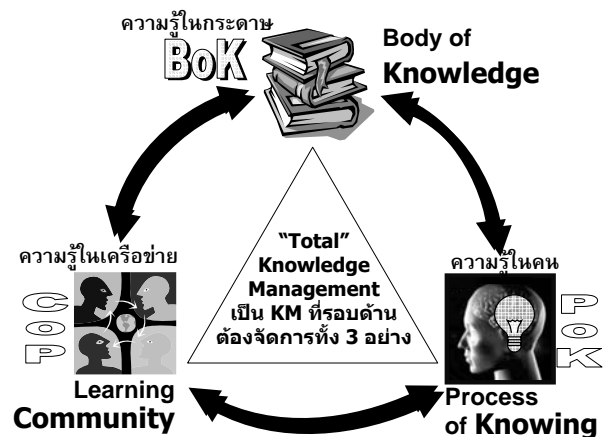 ความรู้ในกระดาษ
BoK
Body of
Knowledge
"Total"
Knowledge
Management
เป็น KM ที่รอบด้าน
ต้องจัดการทั้ง 3 อย่าง
ความรู้ในเครือข่าย
CoP
Learning
Community
ความรู้ในคน
PoK
Process
of Knowing